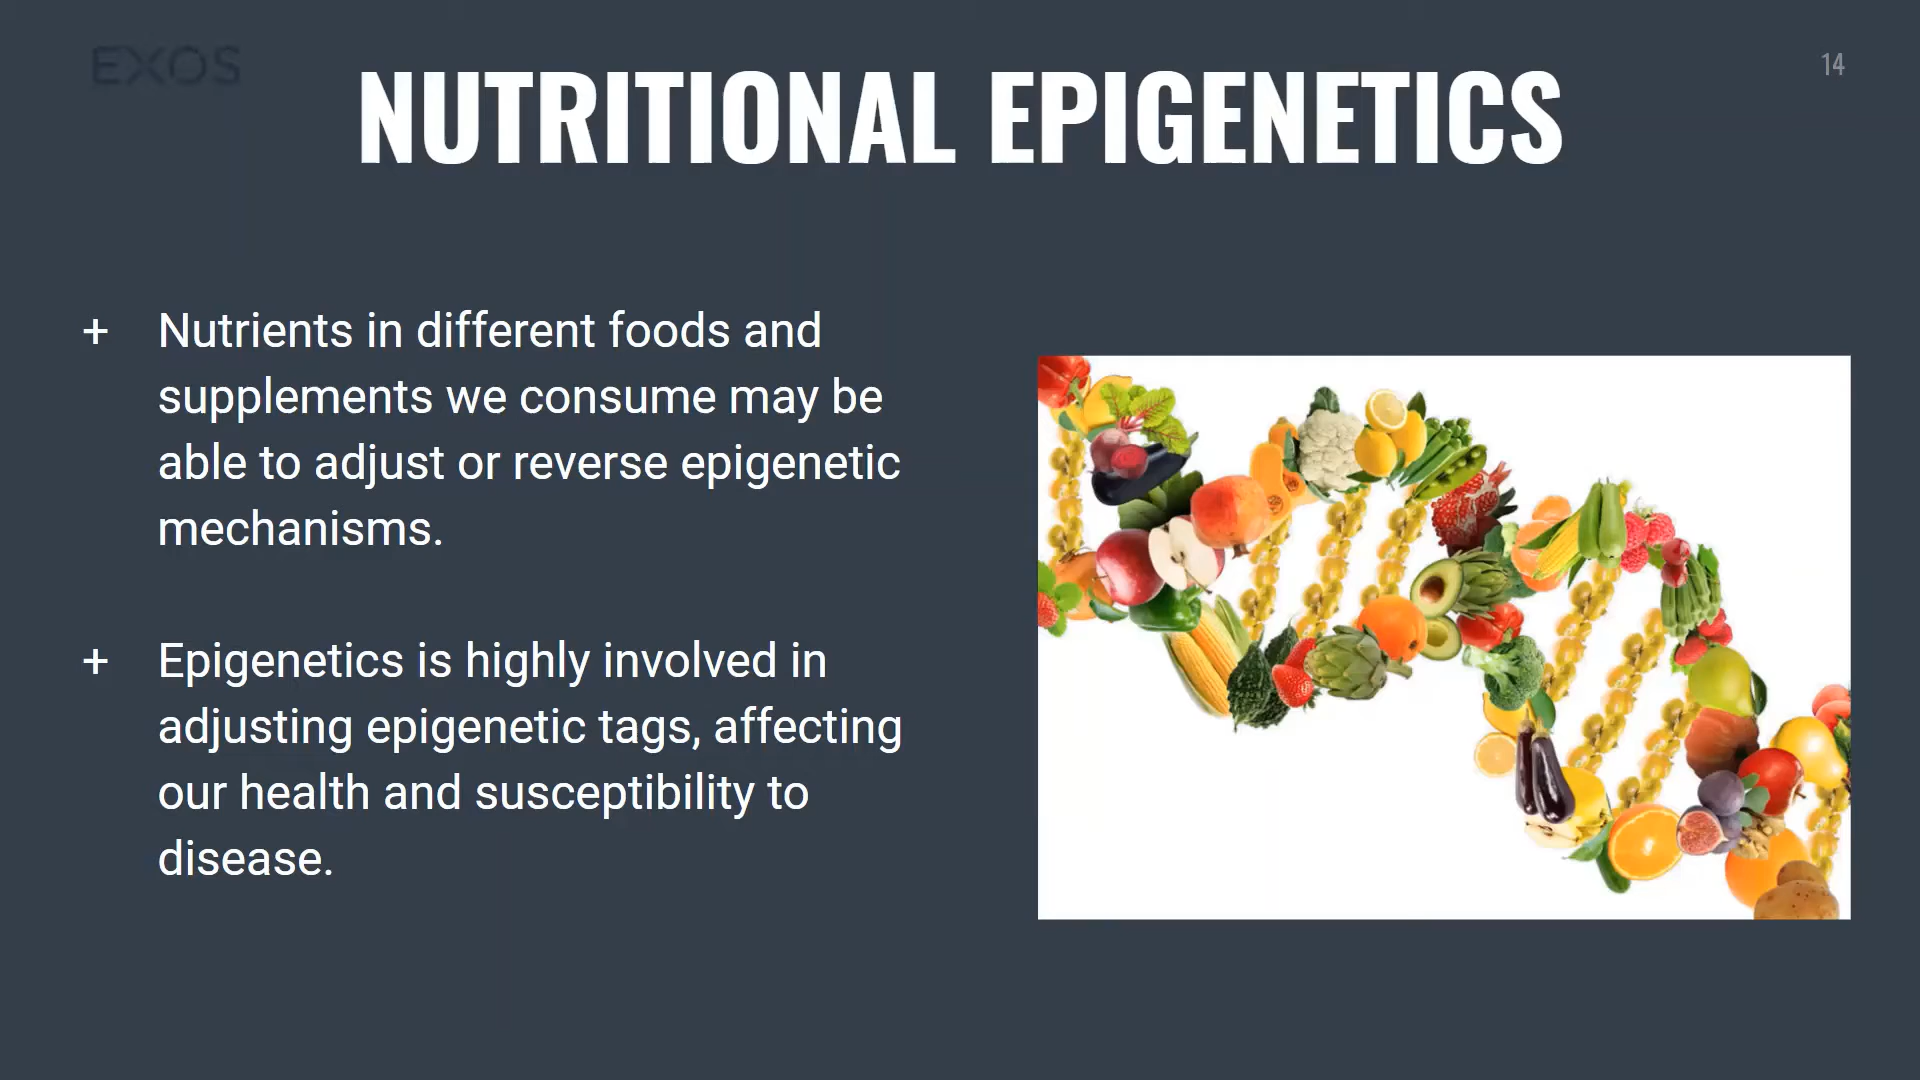 EXOS
14
NUTRITIONAL EPIGENETICS
+ Nutrients in different foods and
supplements we consume may be
able to adjust or reverse epigenetic
mechanisms.
+ Epigenetics is highly involved in
adjusting epigenetic tags, affecting
our health and susceptibility to
disease.